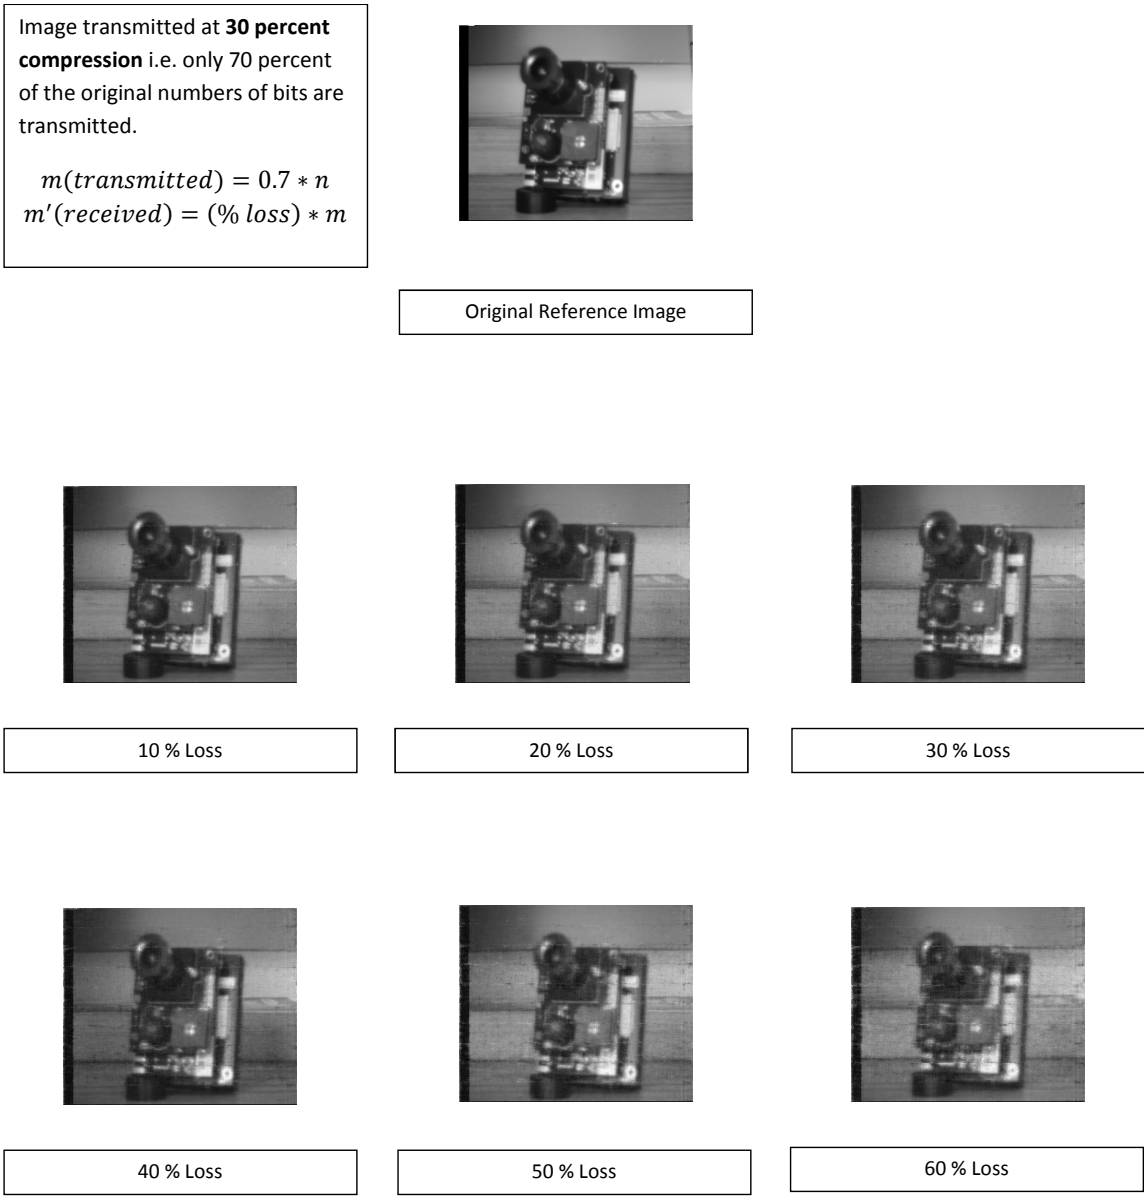 Image transmitted at 30 percent
compression i.e. only 70 percent
of the original numbers of bits are
transmitted.
m(transmitted) = 0.7 * n
m′(received) = (% loss) * m
Original Reference Image
10 % Loss
20 % Loss
30 % Loss
40 % Loss
50 % Loss
60 % Loss